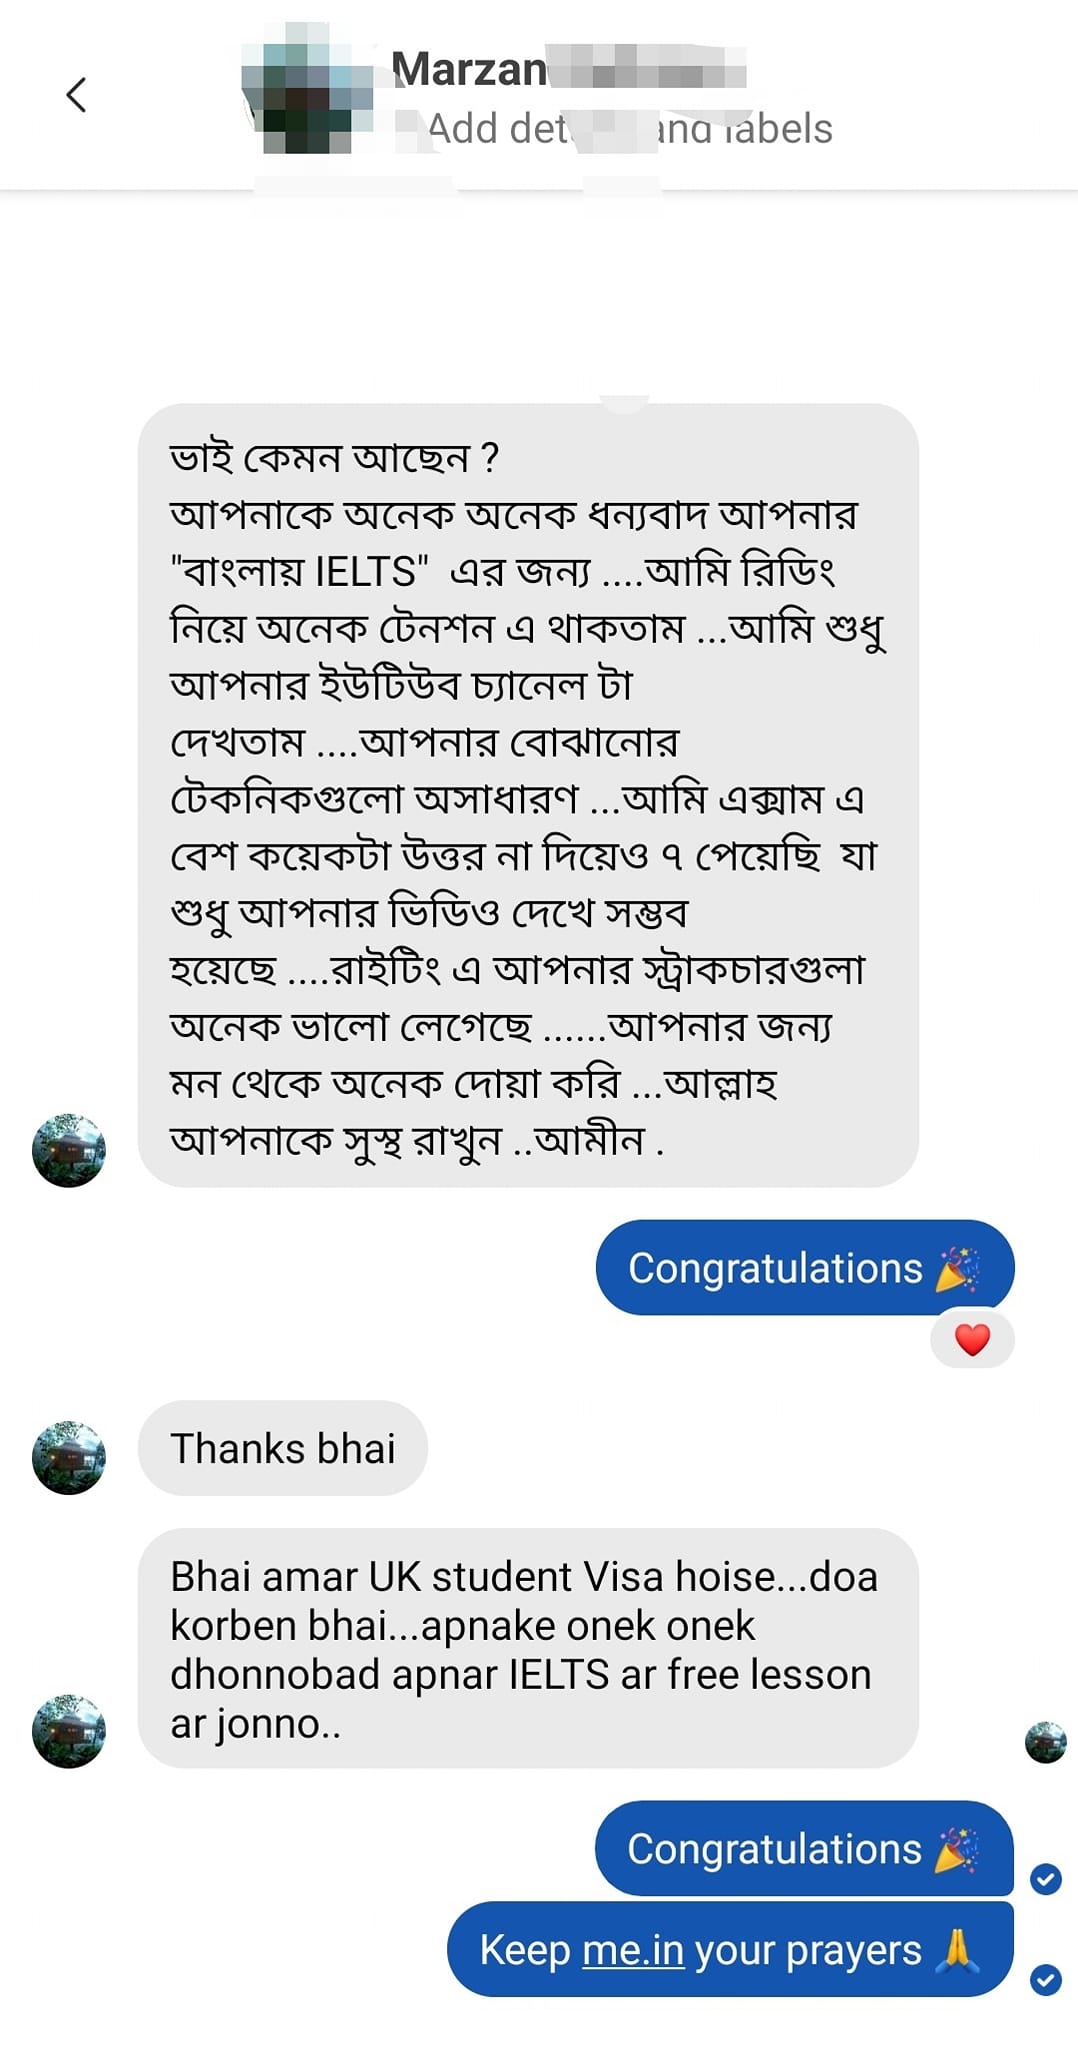 Marzan
Add det and labels
ভাই কেমন আছেন ?
আপনাকে অনেক অনেক ধন্যবাদ আপনার
"বাংলায় IELTS" এর জন্য ....আমি রিডিং
নিয়ে অনেক টেনশন এ থাকতাম ...আমি শুধু
আপনার ইউটিউব চ্যানেল টা
দেখতাম ....আপনার বোঝানোর
টেকনিকগুলো অসাধারণ ...আমি এক্সাম এ
বেশ কয়েকটা উত্তর না দিয়েও ৭ পেয়েছি যা
শুধু আপনার ভিডিও দেখে সম্ভব
হয়েছে ....রাইটিং এ আপনার স্ট্রাকচারগুলা
অনেক ভালো লেগেছে ......আপনার জন্য
মন থেকে অনেক দোয়া করি ...আল্লাহ
আপনাকে সুস্থ রাখুন ..আমীন .
Congratulations 🎉
❤️
Thanks bhai
Bhai amar UK student Visa hoise...doa
korben bhai...apnake onek onek
dhonnobad apnar IELTS ar free lesson
ar jonno..
Congratulations 🎉
Keep me.in your prayers 🙏